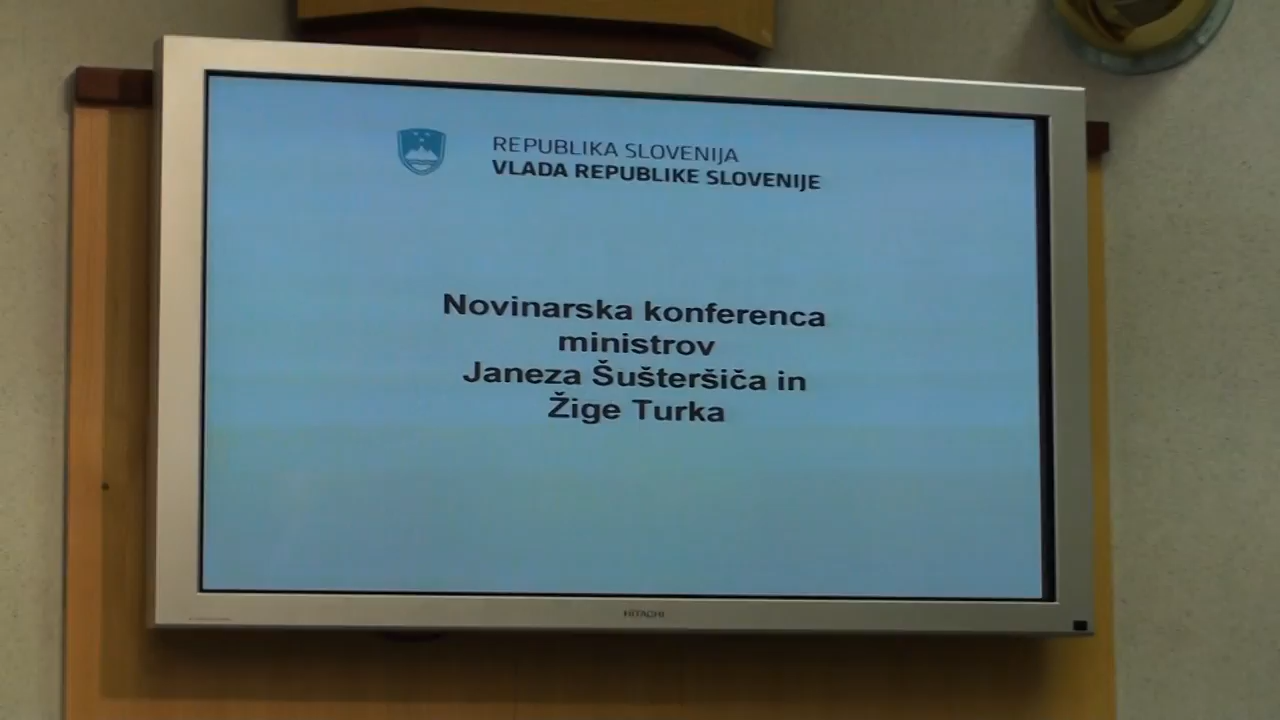 REPUBLIKA SLOVENIJA
VLADA REPUBLIKE SLOVENIJE
Novinarska konferenca
ministrov
Janeza Šušteršiča in
Žige Turka
HITACHI